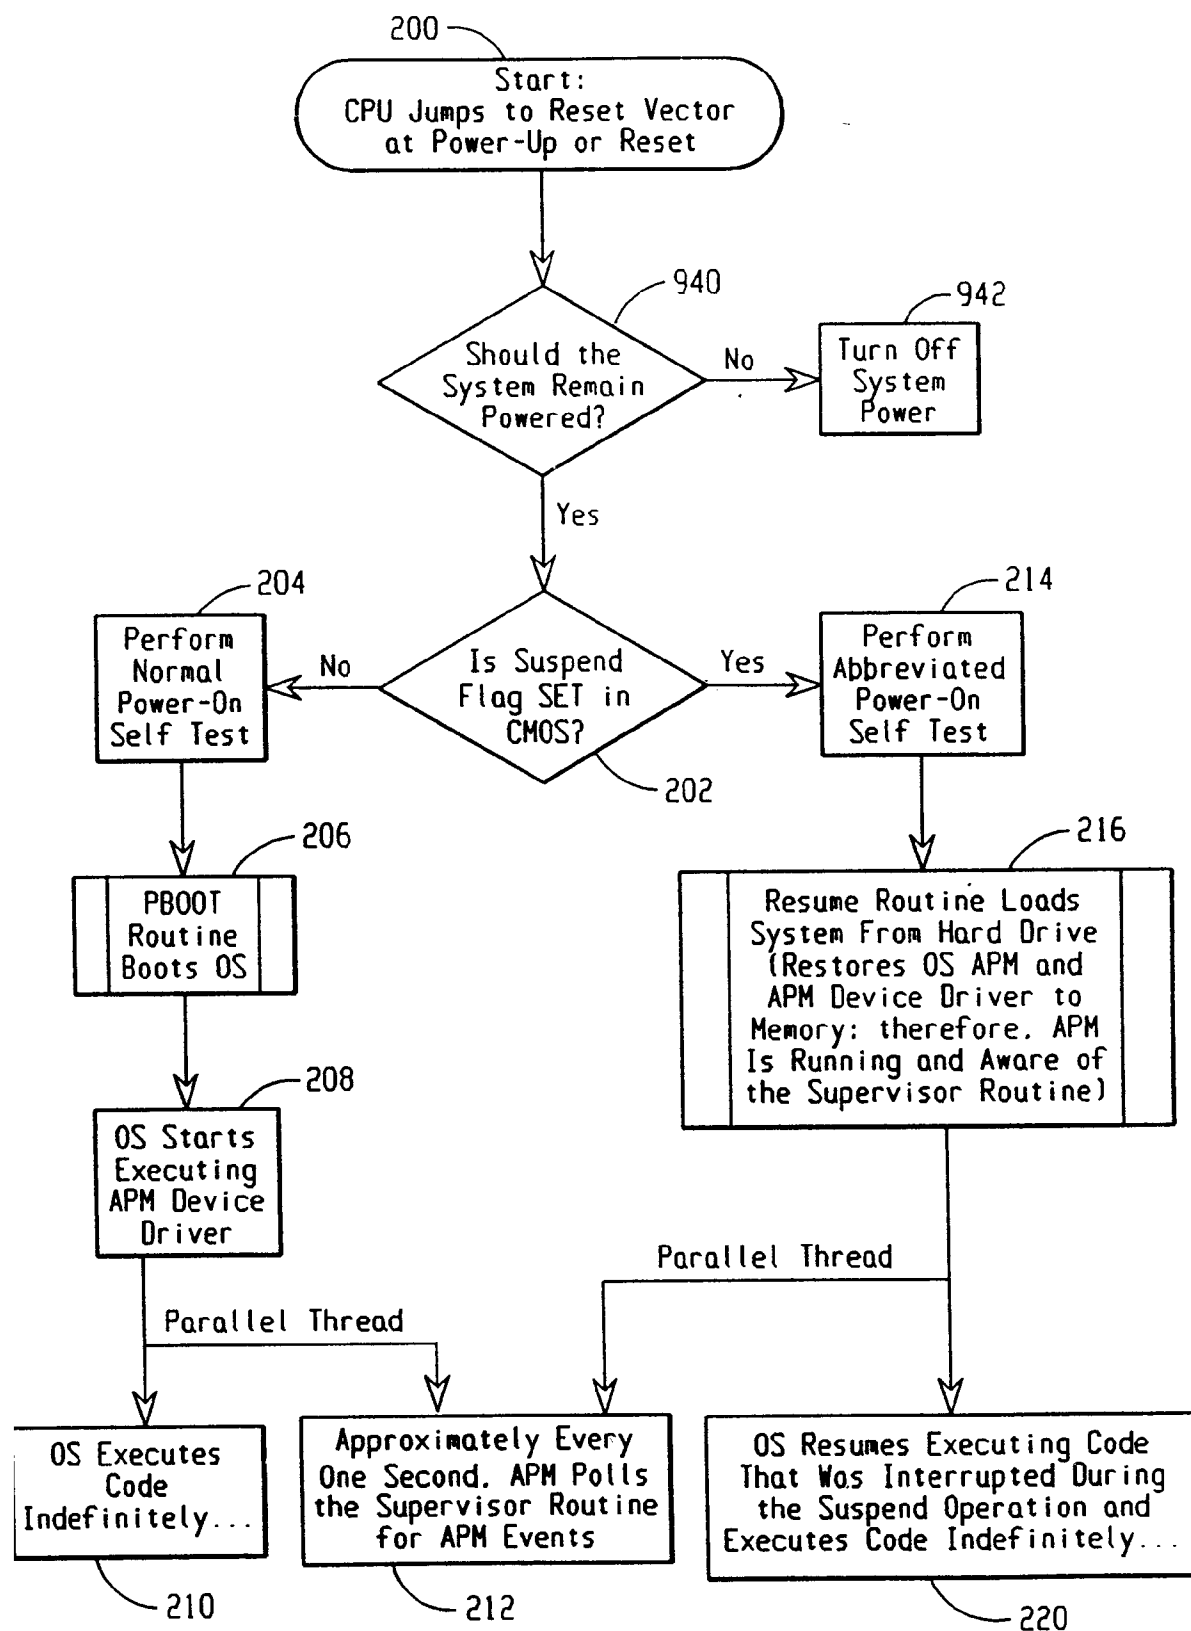 200
Start:
CPU Jumps to Reset Vector
at Power-Up or Reset
940
Should the
System Remain
Powered?
No
942
Turn Off
System
Power
Yes
204
Perform
Normal
Power-On
Self Test
No
Is Suspend
Flag SET in
CMOS?
202
Yes
214
Perform
Abbreviated
Power-On
Self Test
206
PBOOT
Routine
Boots OS
216
Resume Routine Loads
System From Hard Drive
(Restores OS APM and
APM Device Driver to
Memory; therefore, APM
Is Running and Aware of
the Supervisor Routine)
208
OS Starts
Executing
APM Device
Driver
Parallel Thread
Parallel Thread
OS Executes
Code
Indefinitely...
210
Approximately Every
One Second, APM Polls
the Supervisor Routine
for APM Events
212
OS Resumes Executing Code
That Was Interrupted During
the Suspend Operation and
Executes Code Indefinitely...
220